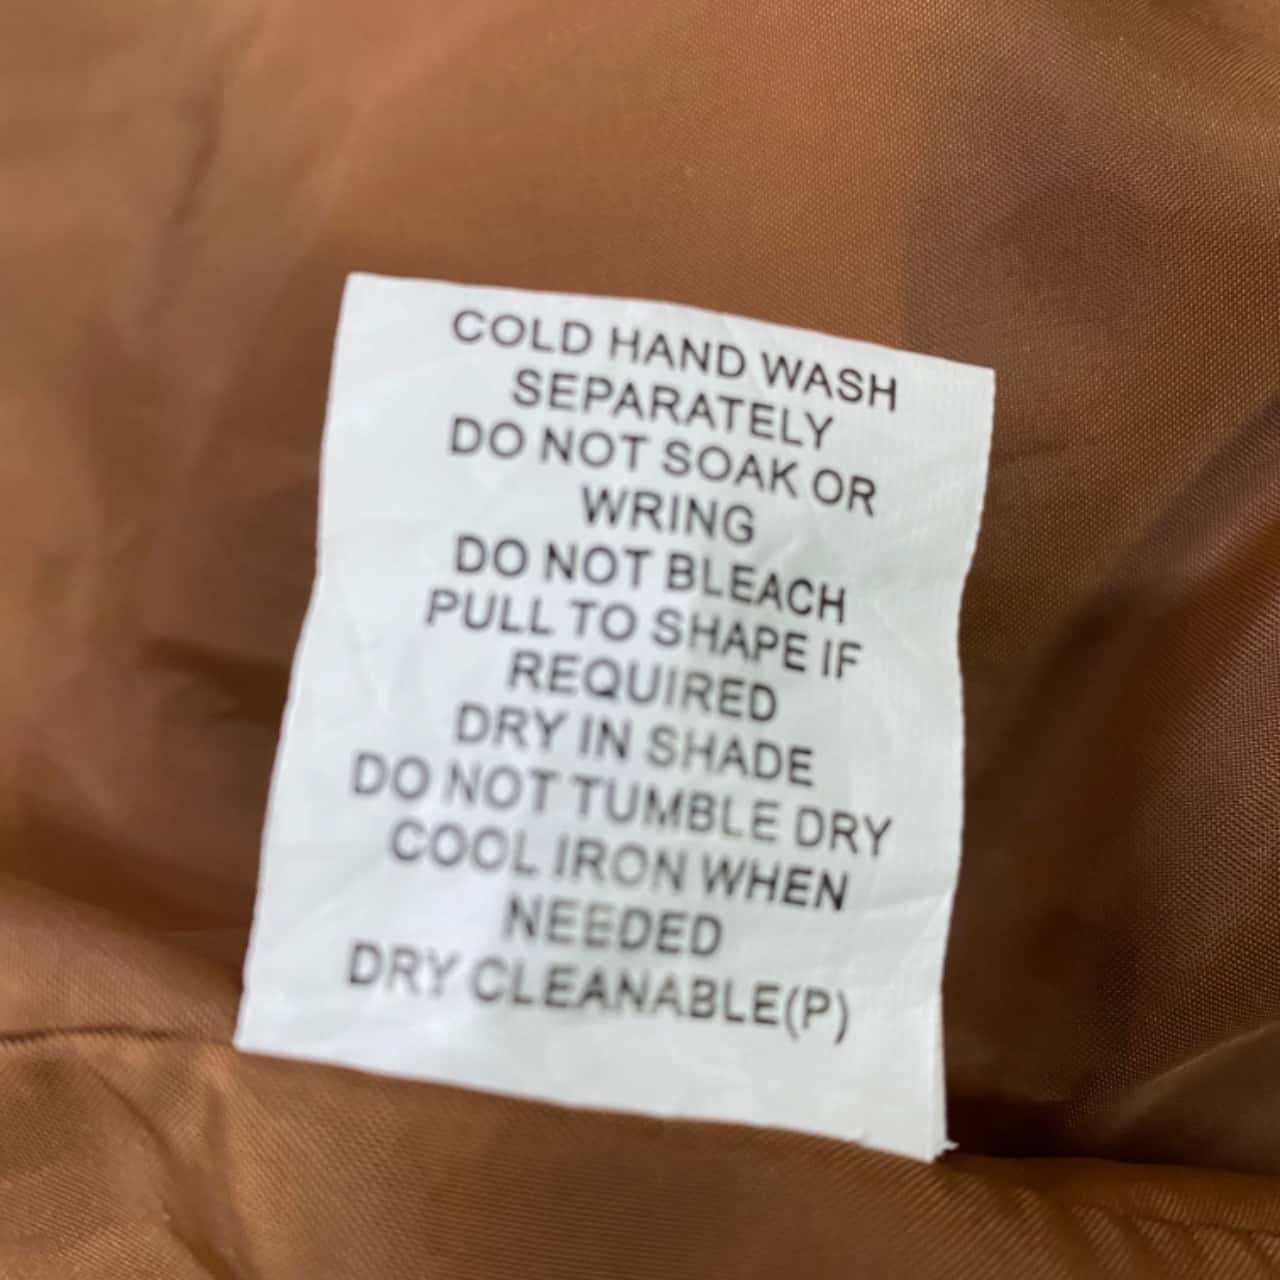 COLD HAND WASH
SEPARATELY
DO NOT SOAK OR
WRING
DO NOT BLEACH
PULL TO SHAPE IF
REQUIRED
DRY IN SHADE
DO NOT TUMBLE DRY
COOL IRON WHEN
NEEDED
DRY CLEANABLE(P)